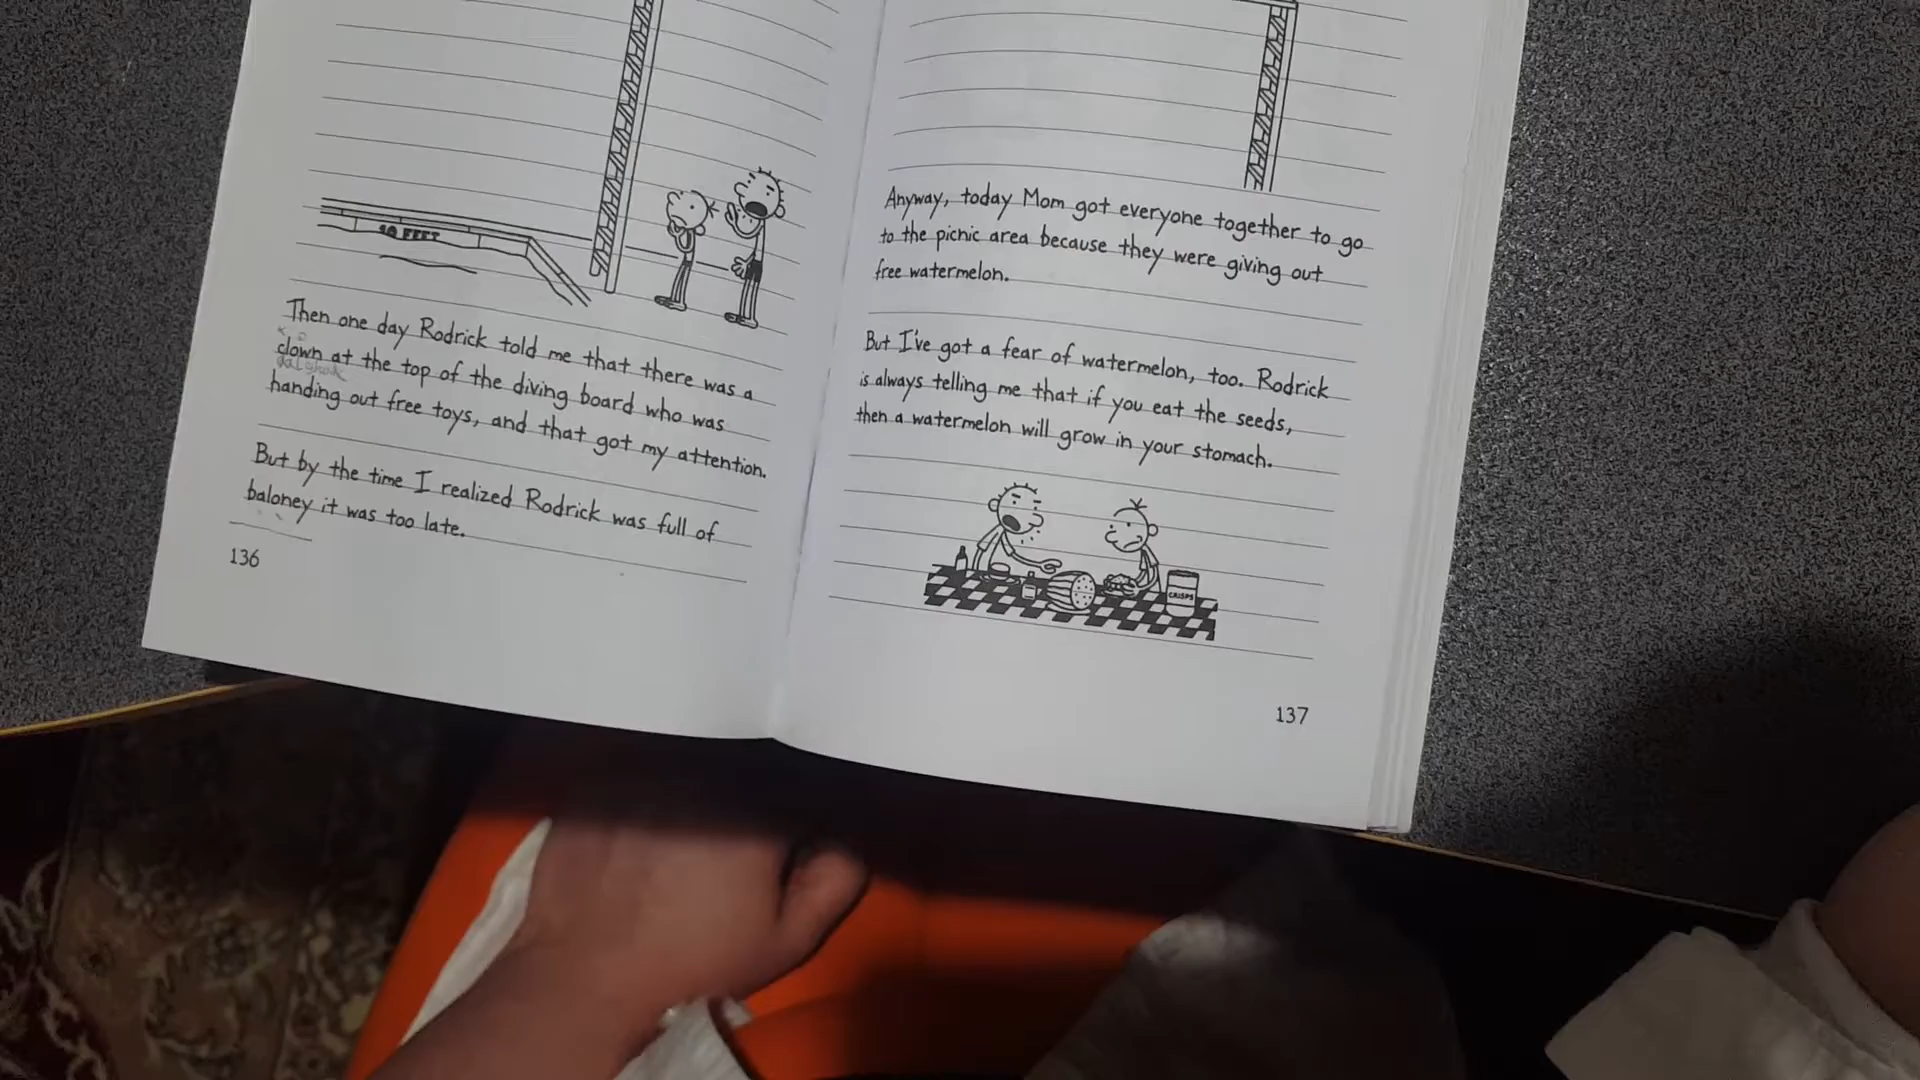 10 FEET
Then one day Rodrick told me that there was a
clown at the top of the diving board who was
dalghak
handing out free toys, and that got my attention.
But by the time I realized Rodrick was full of
baloney it was too late.
136
Anyway, today Mom got everyone together to go
to the picnic area because they were giving out
free watermelon.
But I've got a fear of watermelon, too. Rodrick
is always telling me that if you eat the seeds,
then a watermelon will grow in your stomach.
CRISPS
137